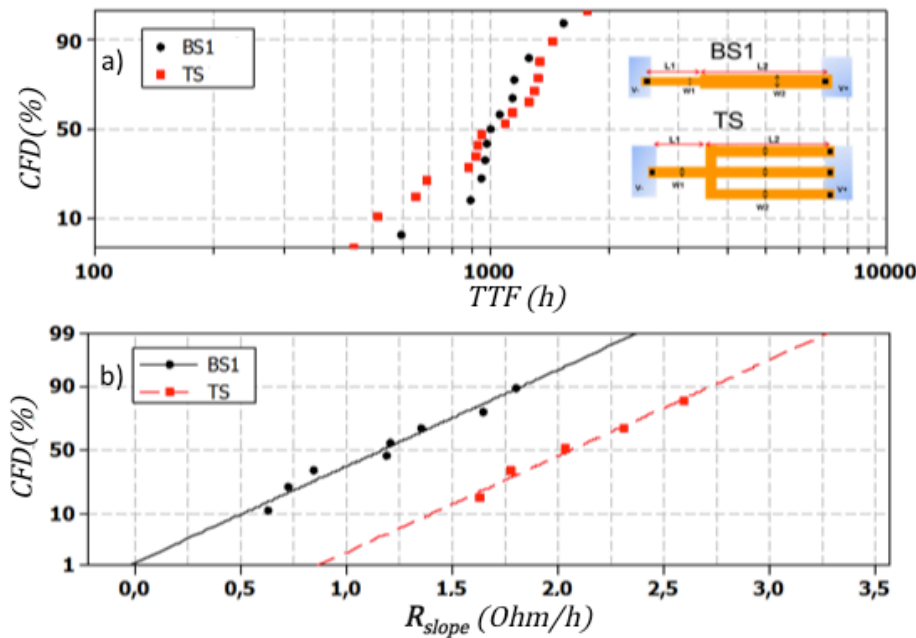 a)
BS1
TS
CFD(%)
90
50
10
100
1000
10000
TTF (h)
BS1
L1
L2
V-
W1
W2
V+
TS
L1
L2
V-
W1
W2
V+
b)
BS1
TS
CFD(%)
99
90
50
10
1
0,0
0,5
1,0
1.5
2.0
2,5
3,0
3.5
Rslope (Ohm/h)